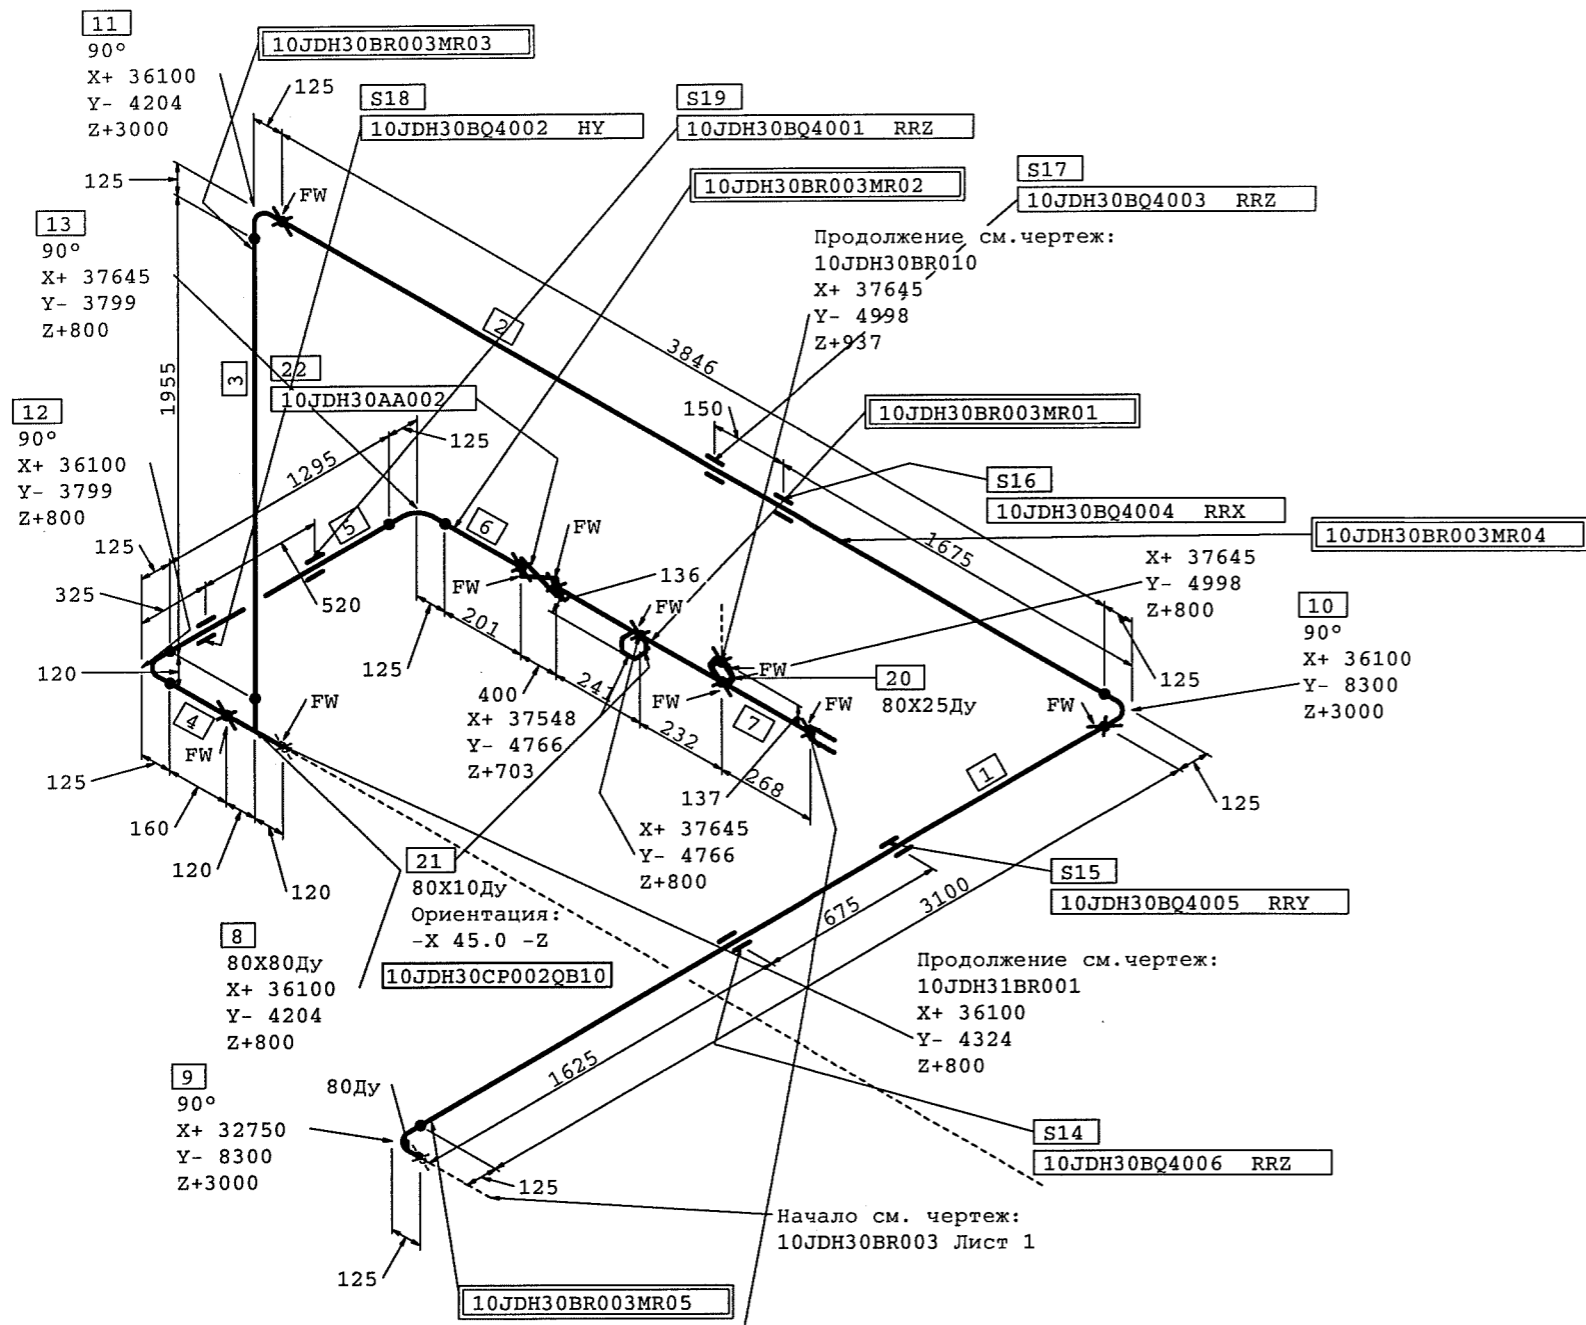 11
90°
X+ 36100
Y- 4204
Z+3000
10JDH30BR003MR03
125
S18
10JDH30BQ4002 HY
S19
10JDH30BQ4001 RRZ
10JDH30BR003MR02
S17
10JDH30BQ4003 RRZ
125
FW
13
90°
X+ 37645
Y- 3799
Z+800
Продолжение см.чертеж:
10JDH30BR010
X+ 37645
Y- 4998
Z+937
2
3846
1955
3
22
10JDH30AA002
150
10JDH30BR003MR01
12
90°
X+ 36100
Y- 3799
Z+800
125
1295
S16
10JDH30BQ4004 RRX
10JDH30BR003MR04
5
6
FW
1675
125
325
520
FW
136
X+ 37645
Y- 4998
Z+800
10
90°
X+ 36100
Y- 8300
Z+3000
120
201
125
FW
FW
FW
20
80X25Ду
125
FW
4
FW
FW
400
241
X+ 37548
Y- 4766
Z+703
232
7
FW
268
137
1
125
125
160
120
120
X+ 37645
Y- 4766
Z+800
21
80X10Ду
Ориентация:
-X 45.0 -Z
10JDH30CP002QB10
S15
10JDH30BQ4005 RRY
675
3100
8
80X80Ду
X+ 36100
Y- 4204
Z+800
Продолжение см.чертеж:
10JDH31BR001
X+ 36100
Y- 4324
Z+800
9
90°
X+ 32750
Y- 8300
Z+3000
80Ду
1625
S14
10JDH30BQ4006 RRZ
125
Начало см. чертеж:
10JDH30BR003 Лист 1
125
10JDH30BR003MR05